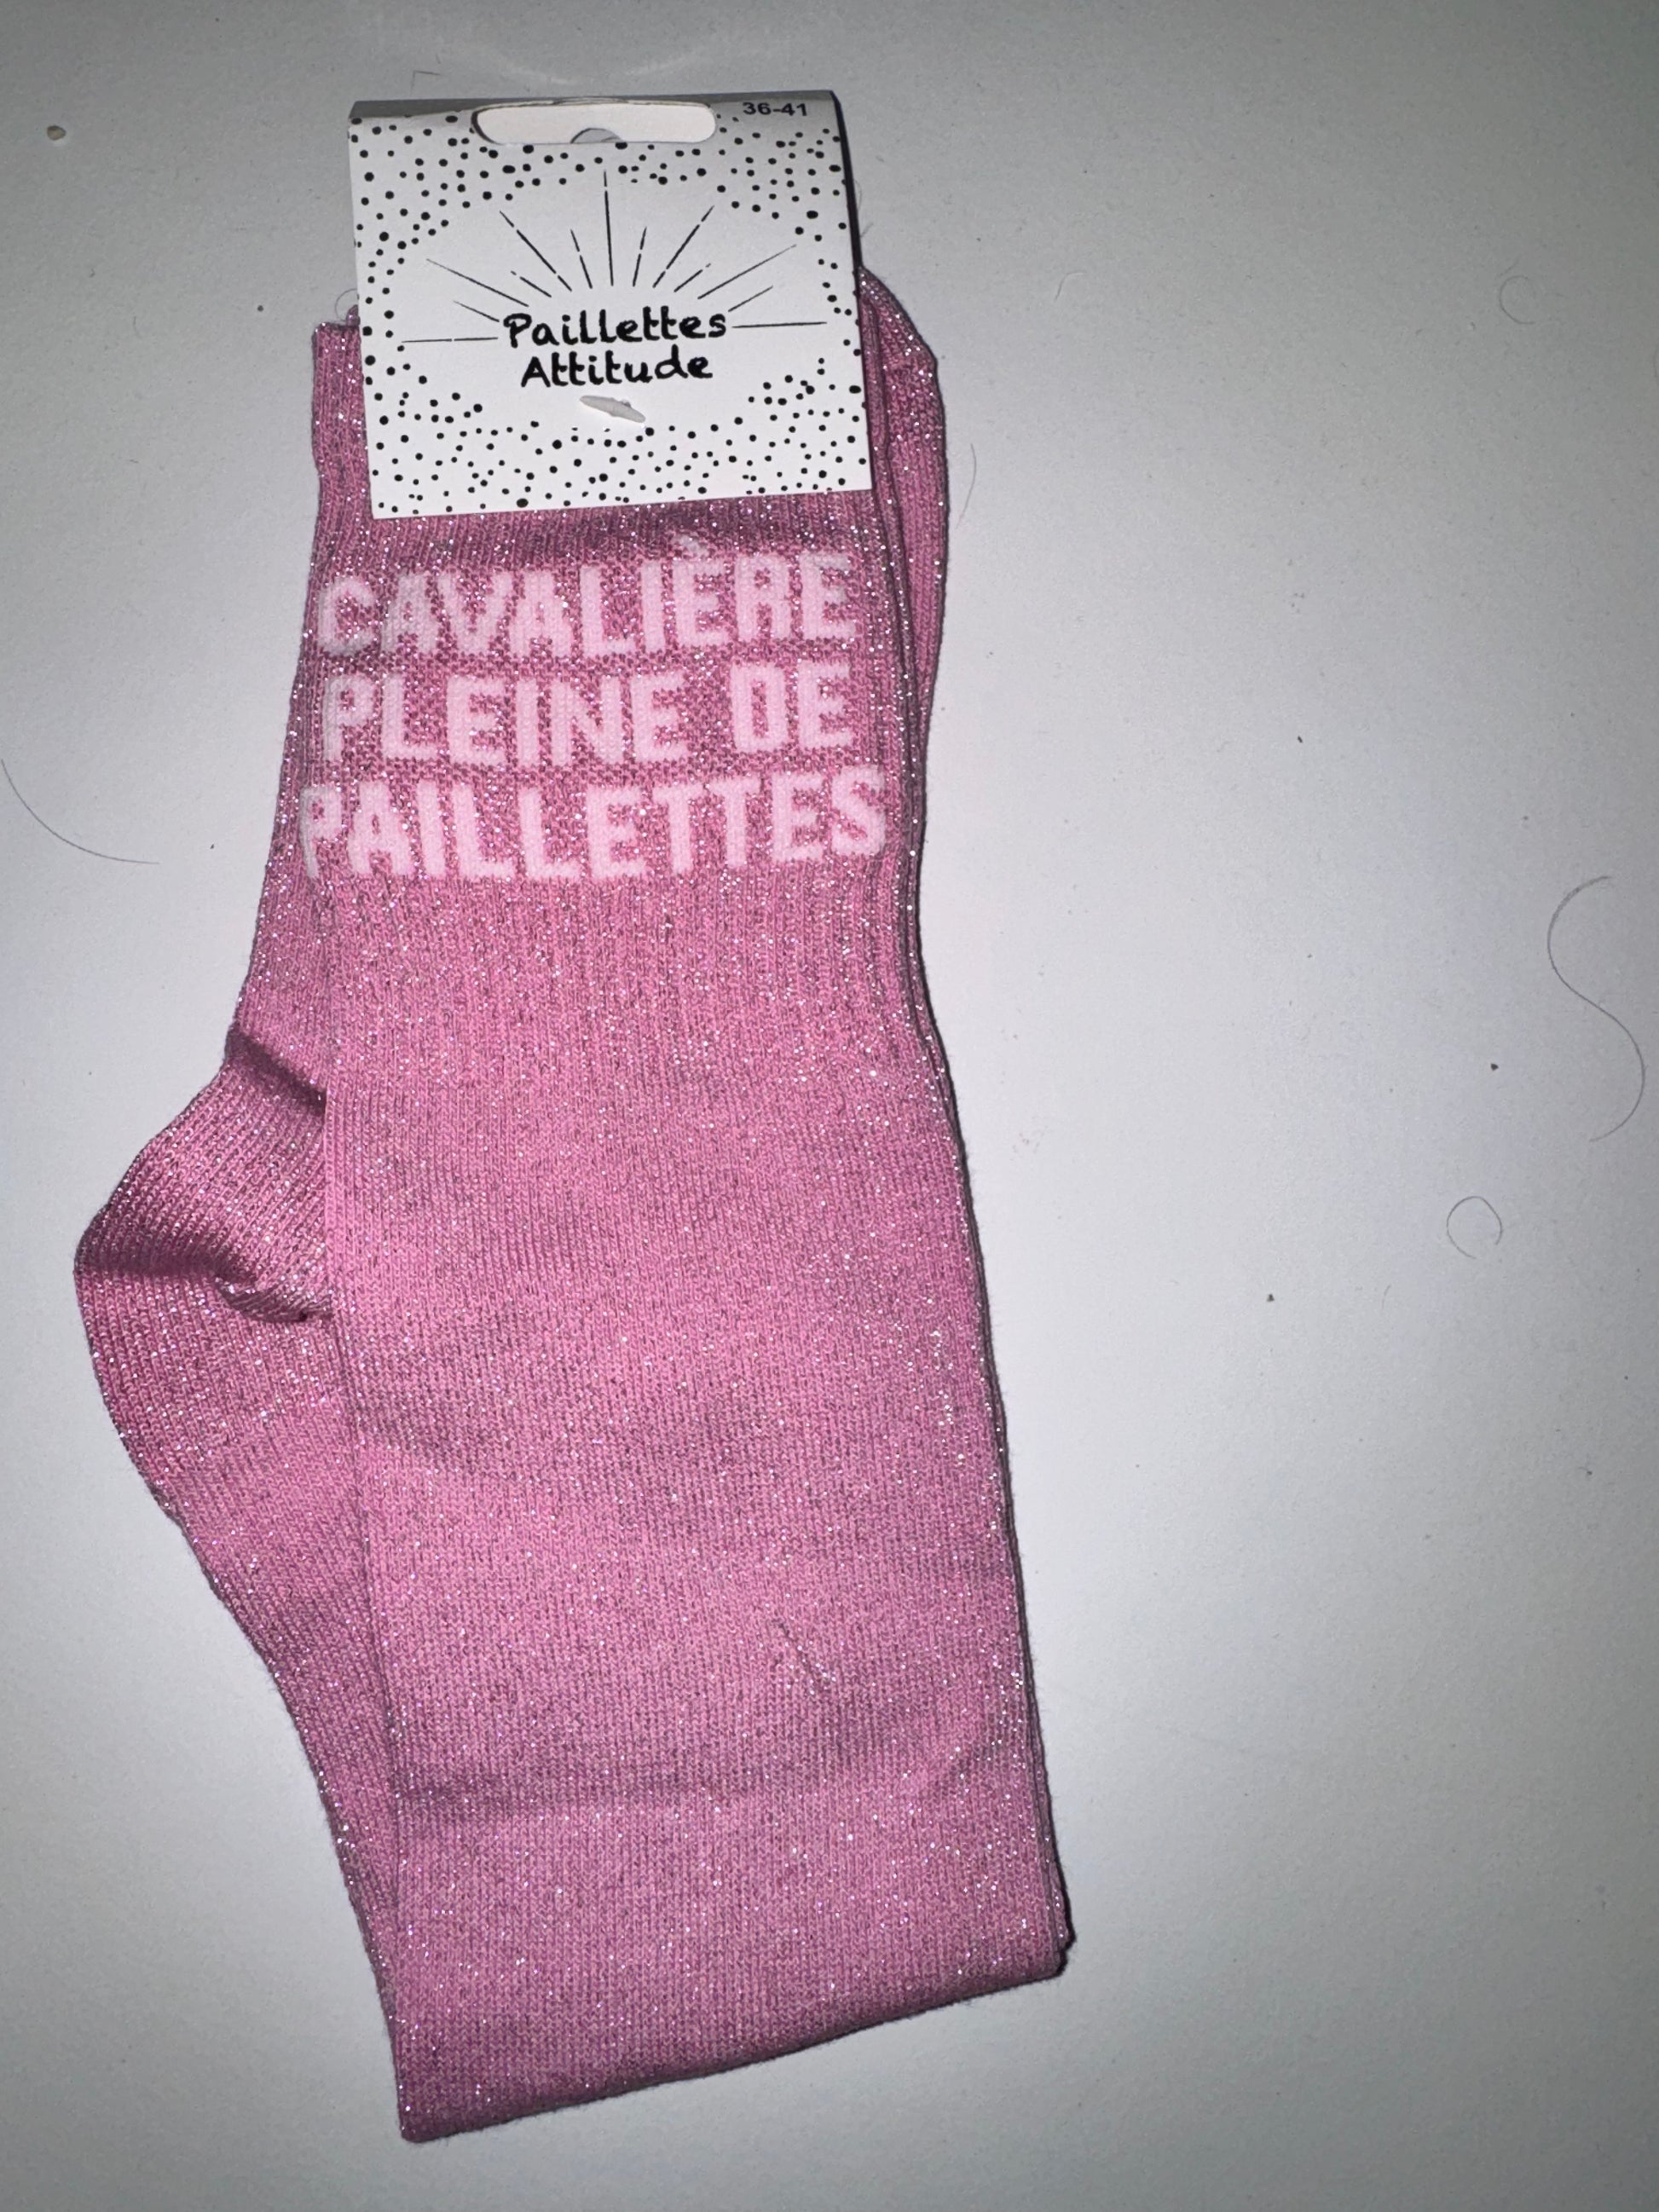 36-41
Paillettes
Attitude
CAVALIÈRE
PLEINE DE
PAILLETTES